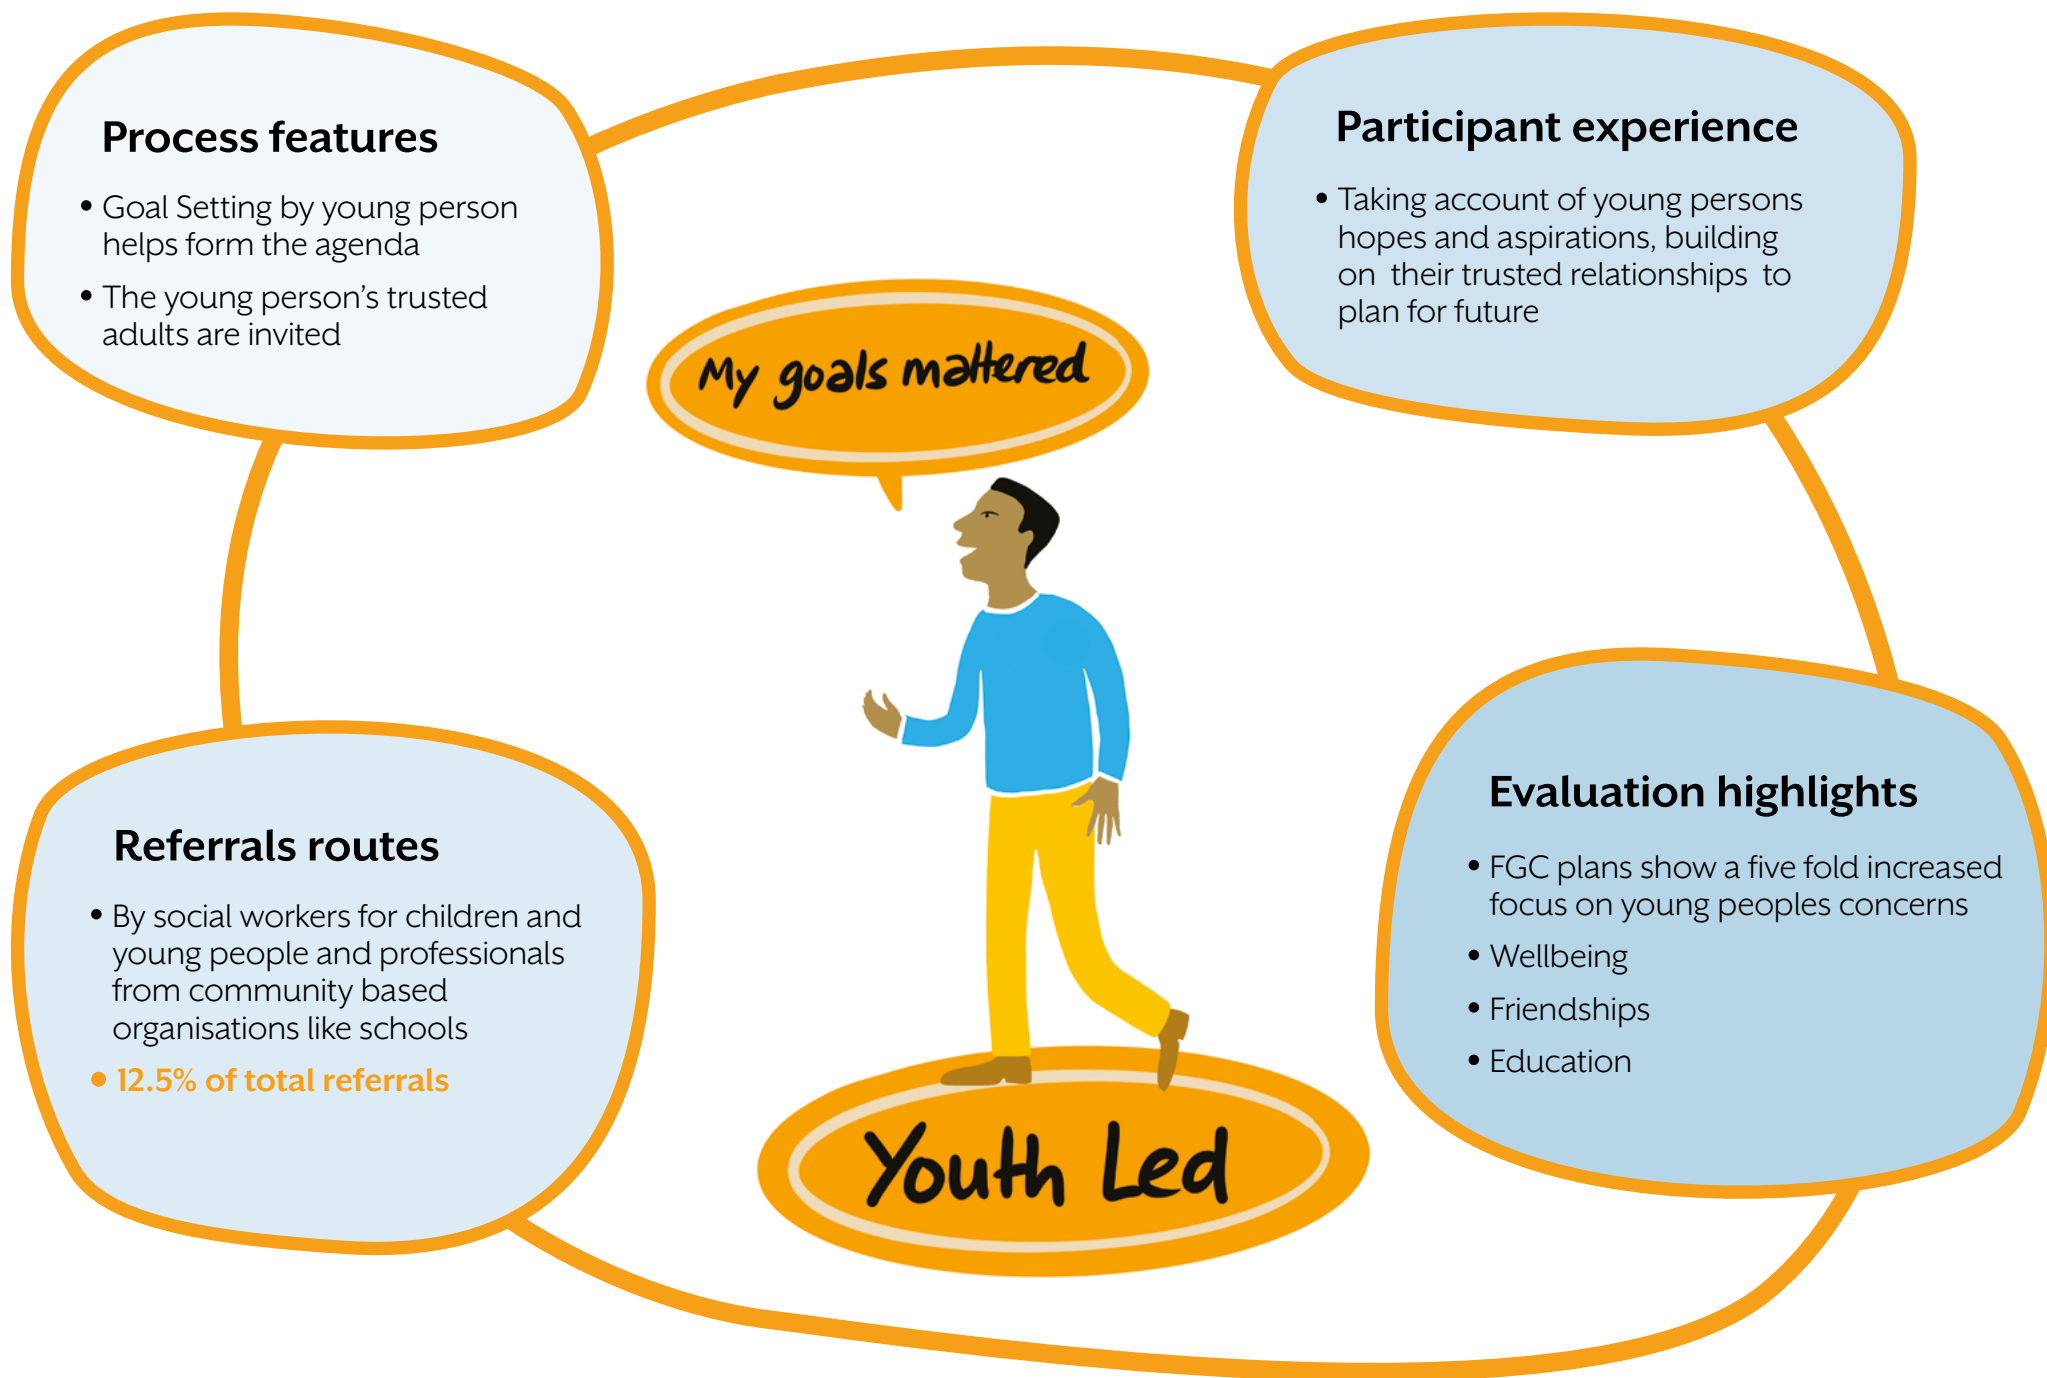 Process features
• Goal Setting by young person
helps form the agenda
• The young person’s trusted
adults are invited
Participant experience
• Taking account of young persons
hopes and aspirations, building
on their trusted relationships to
plan for future
My goals mattered
Referrals routes
• By social workers for children and
young people and professionals
from community based
organisations like schools
• 12.5% of total referrals
Evaluation highlights
• FGC plans show a five fold increased
focus on young peoples concerns
• Wellbeing
• Friendships
• Education
Youth Led